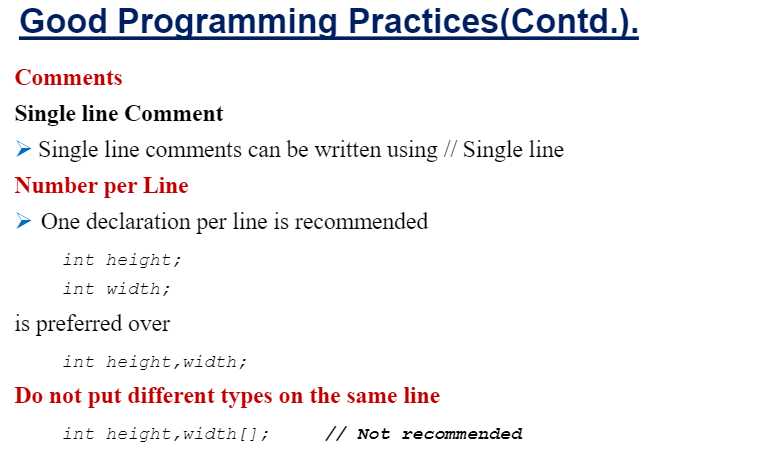 Good Programming Practices(Contd.).
Comments
Single line Comment
➢ Single line comments can be written using // Single line
Number per Line
➢ One declaration per line is recommended
int height;
int width;
is preferred over
int height,width;
Do not put different types on the same line
int height,width[]; // Not recommended